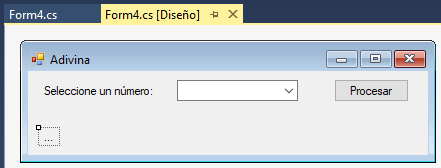 Form4.cs
Form4.cs [Diseño]
Adivina
Seleccione un número:
Procesar
...